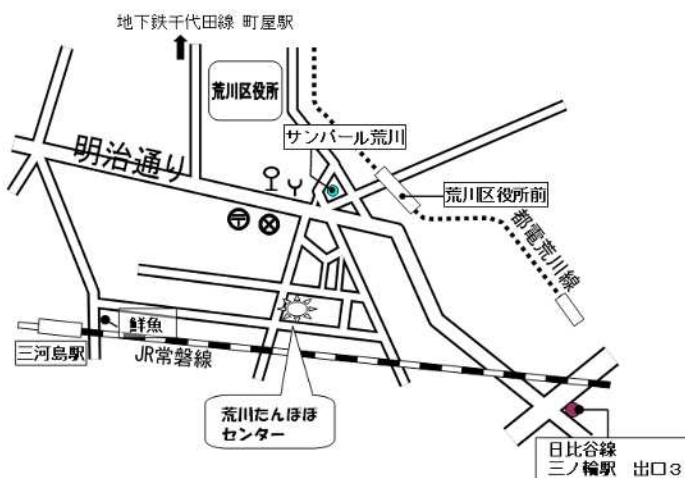 地下鉄千代田線 町屋駅
荒川区役所
サンパール荒川
明治通り
荒川区役所前
都電荒川線
鮮魚
三河島駅
JR常磐線
荒川たんぽぽ
センター
日比谷線
三ノ輪駅 出口3